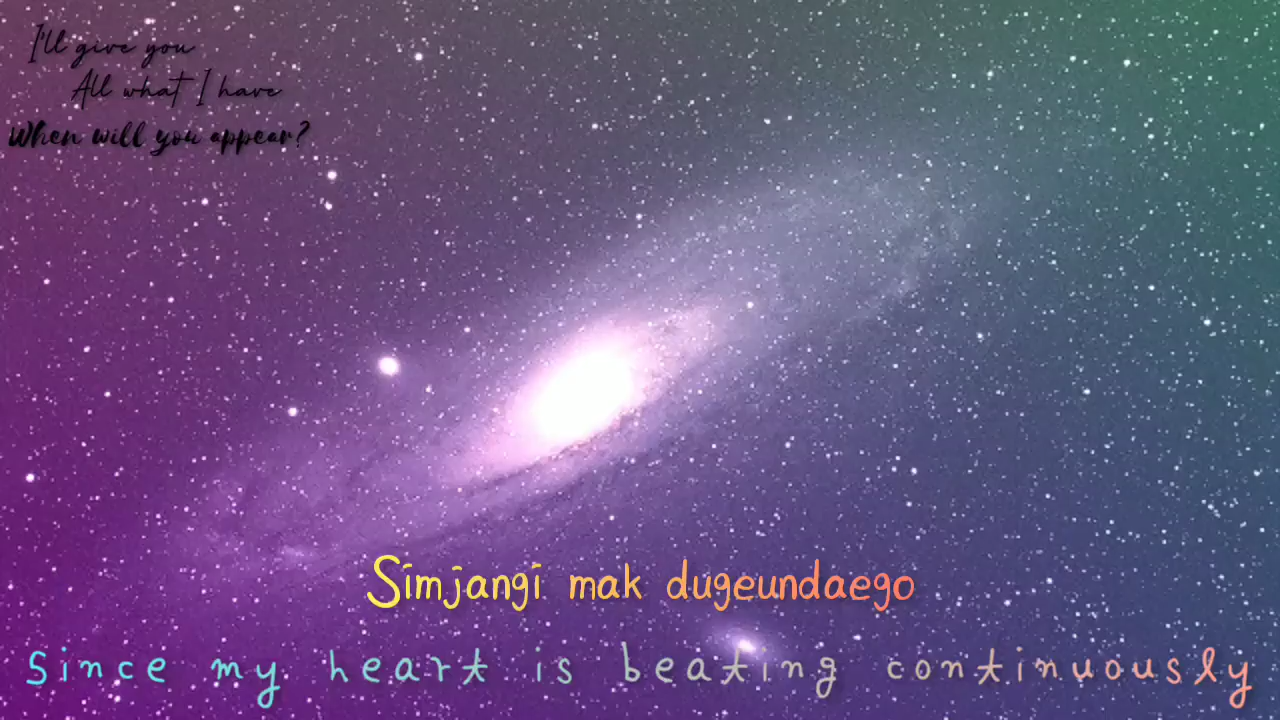 I'll give you
All what I have
When will you appear?
Simjangi mak dugeundaego
Since my heart is beating continuously